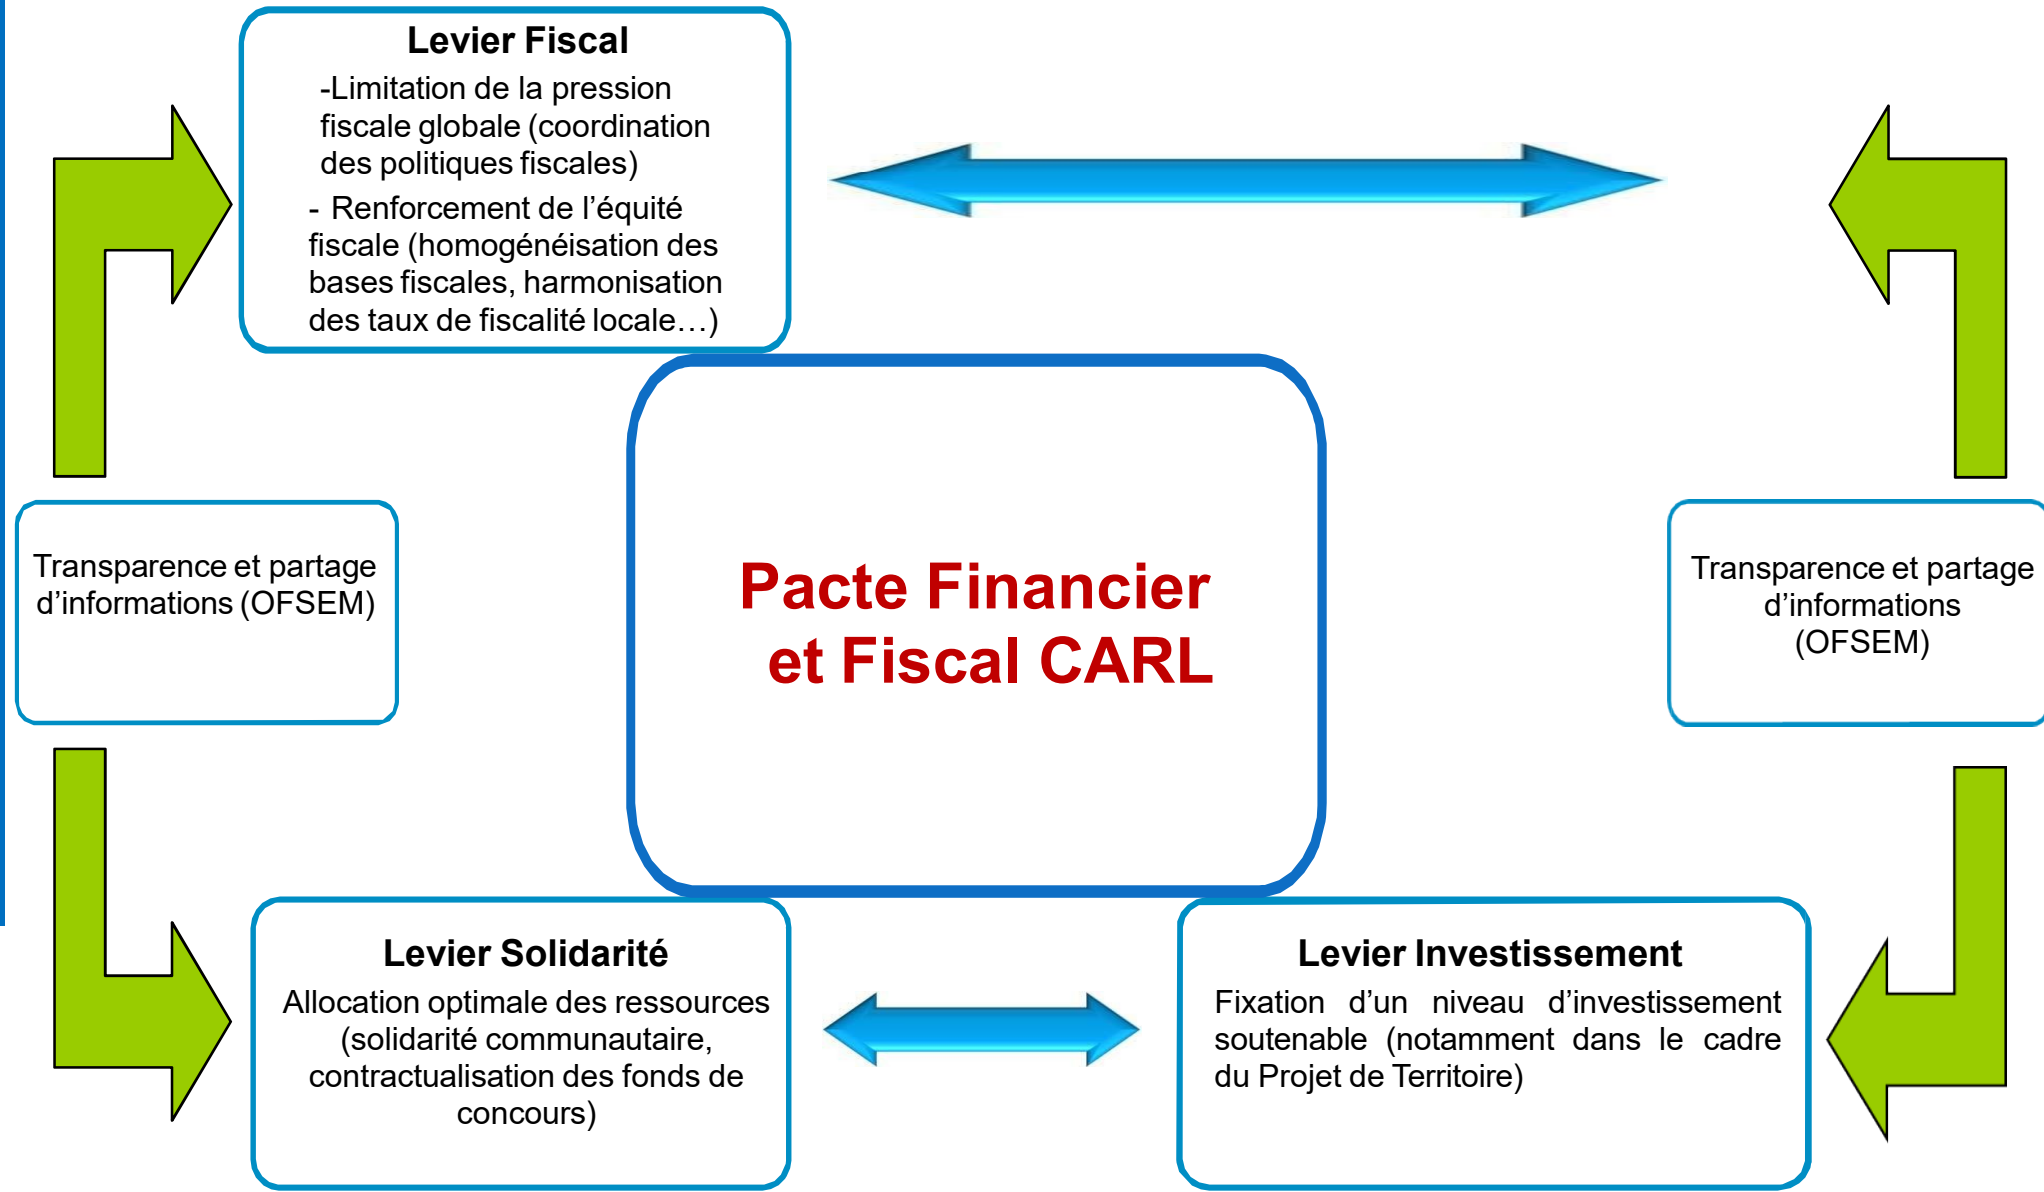 Levier Fiscal
-Limitation de la pression
fiscale globale (coordination
des politiques fiscales)
- Renforcement de l’équité
fiscale (homogénéisation des
bases fiscales, harmonisation
des taux de fiscalité locale…)
Transparence et partage
d’informations (OFSEM)
Pacte Financier
et Fiscal CARL
Transparence et partage
d’informations
(OFSEM)
Levier Solidarité
Allocation optimale des ressources
(solidarité communautaire,
contractualisation des fonds de
concours)
Levier Investissement
Fixation d’un niveau d’investissement
soutenable (notamment dans le cadre
du Projet de Territoire)